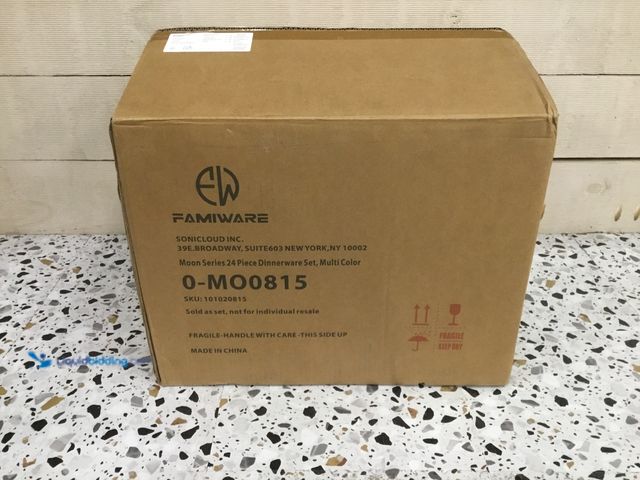 FW
FAMIWARE
SONICLOUD INC.
39E.BROADWAY, SUITE603 NEW YORK,NY 10002
Moon Series 24 Piece Dinnerware Set, Multi Color
0-MO0815
SKU: 101020815
Sold as set, not for individual resale
FRAGILE-HANDLE WITH CARE -THIS SIDE UP
MADE IN CHINA
FRAGILE
KEEP DRY
liquidbidding.com